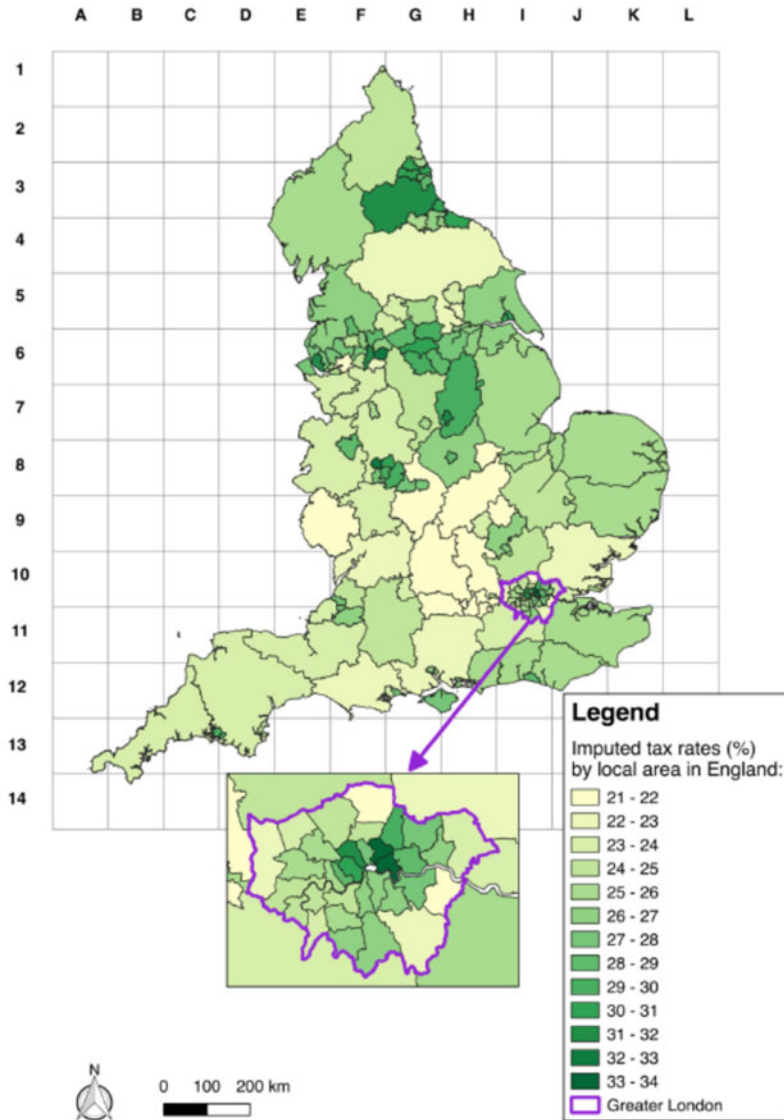 A B C D E F G H I J K L
1
2
3
4
5
6
7
8
9
10
11
12
13
14
Legend
Imputed tax rates (%)
by local area in England:
21 - 22
22 - 23
23 - 24
24 - 25
25 - 26
26 - 27
27 - 28
28 - 29
29 - 30
30 - 31
31 - 32
32 - 33
33 - 34
Greater London
N
0 100 200 km